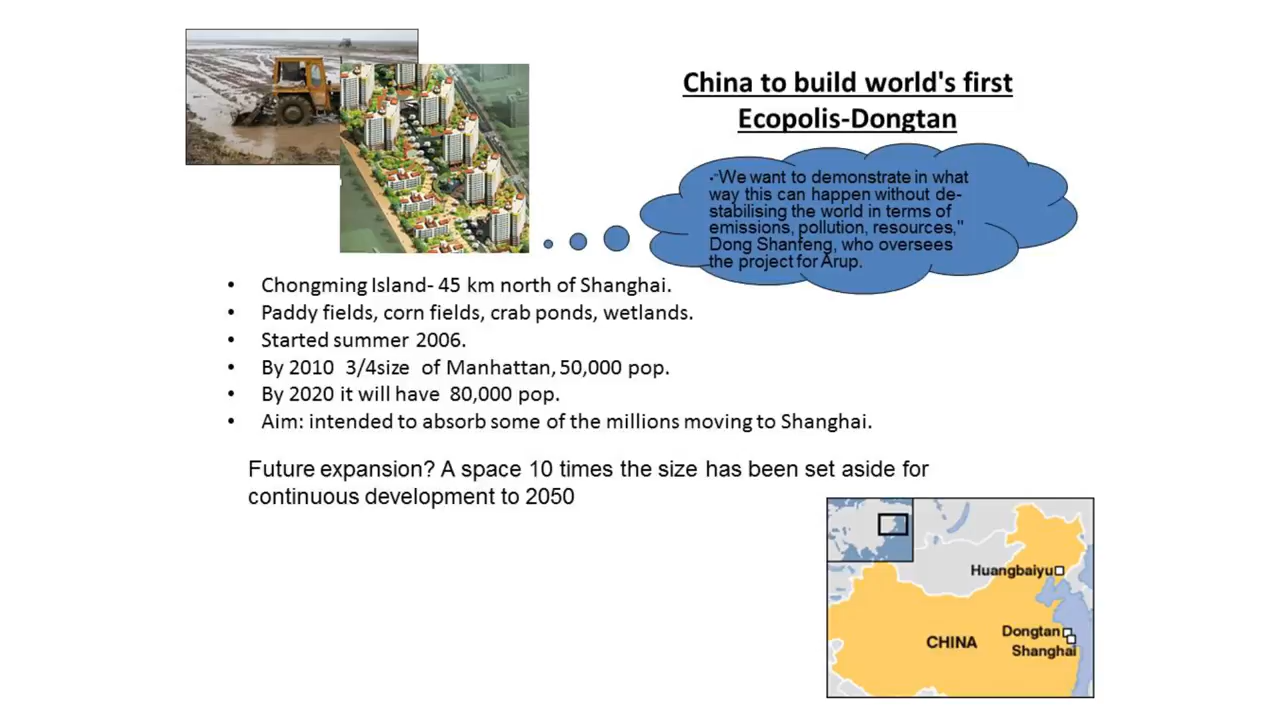 China to build world's first
Ecopolis-Dongtan
•"We want to demonstrate in what
way this can happen without de-
stabilising the world in terms of
emissions, pollution, resources,"
Dong Shanfeng, who oversees
the project for Arup.
• Chongming Island- 45 km north of Shanghai.
• Paddy fields, corn fields, crab ponds, wetlands.
• Started summer 2006.
• By 2010 3/4size of Manhattan, 50,000 pop.
• By 2020 it will have 80,000 pop.
• Aim: intended to absorb some of the millions moving to Shanghai.
Future expansion? A space 10 times the size has been set aside for
continuous development to 2050
Huangbaiyu
Dongtan
CHINA
Shanghai